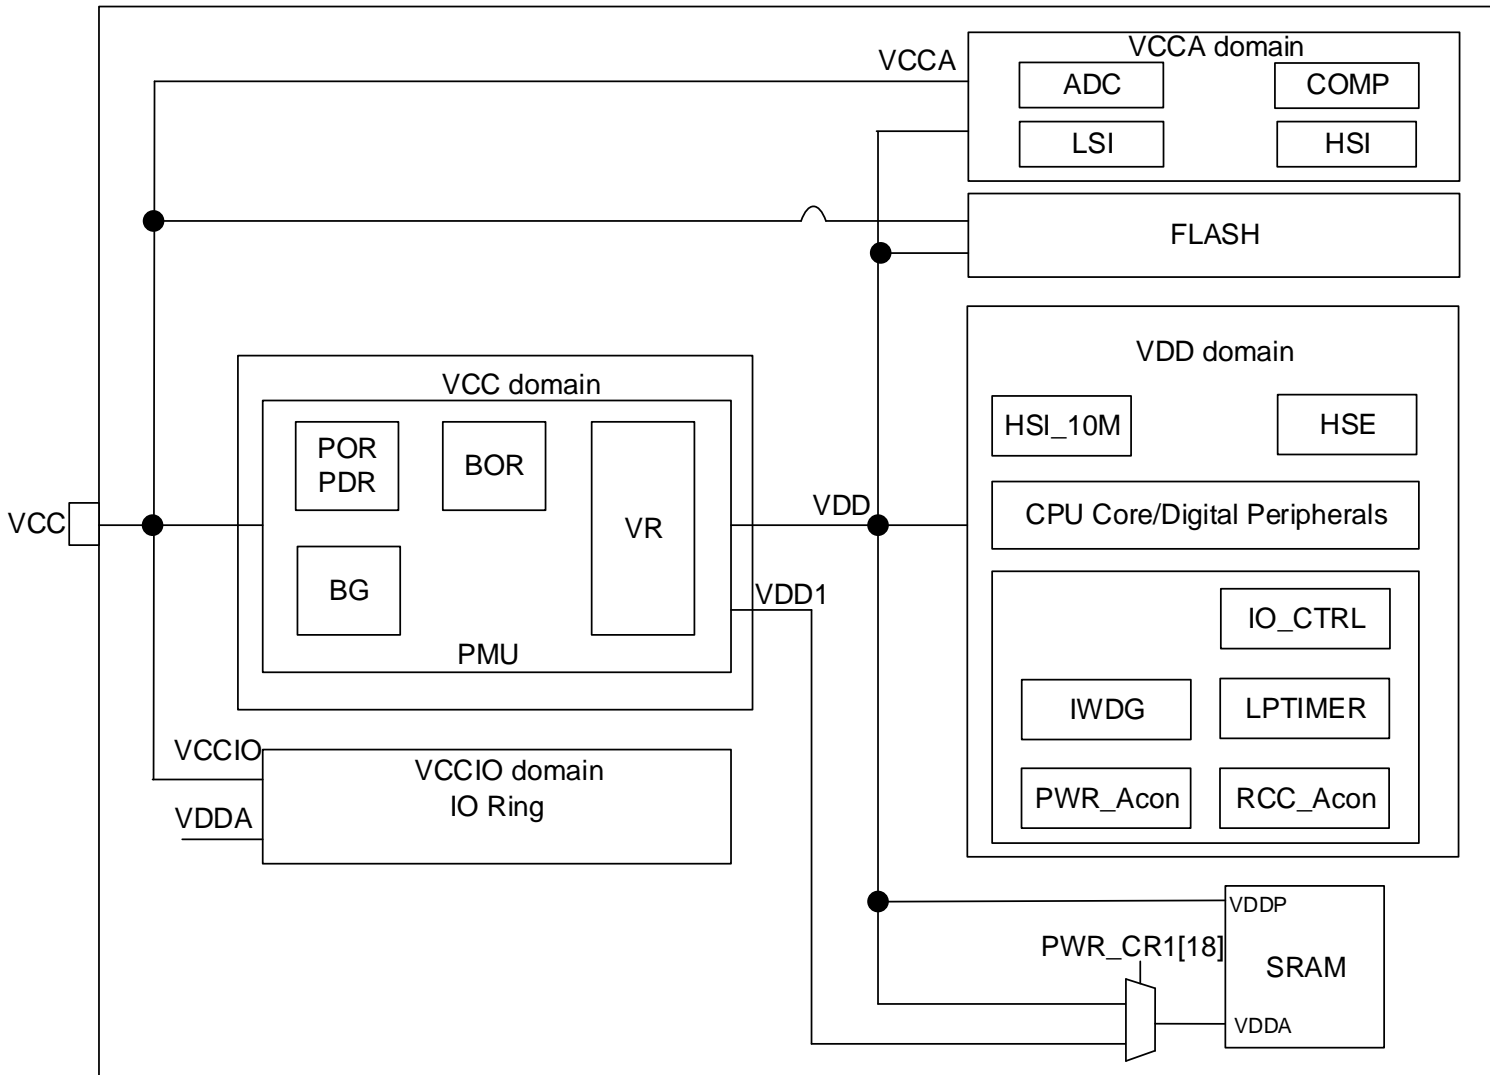 VCCA domain
VCCA
ADC
COMP
LSI
HSI
FLASH
VDD domain
VCC domain
HSI_10M
HSE
POR
PDR
BOR
VR
VCC
VDD
CPU Core/Digital Peripherals
BG
VDD1
PMU
IO_CTRL
IWDG
LPTIMER
VCCIO
VCCIO domain
IO Ring
VDDA
PWR_Acon
RCC_Acon
VDDP
PWR_CR1[18]
SRAM
VDDA